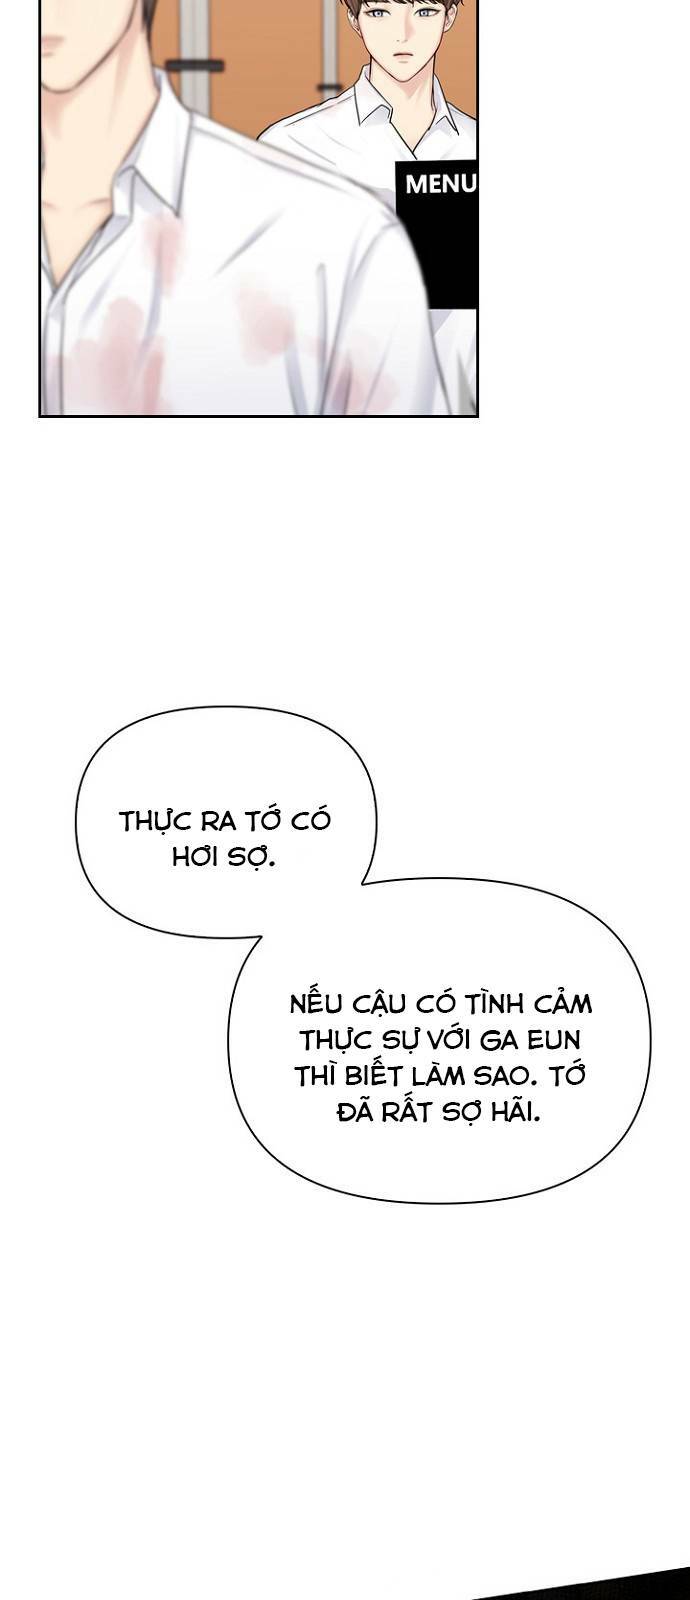 MENU
THỰC RA TỚ CÓ
HƠI SỢ.
NẾU CẬU CÓ TÌNH CẢM
THỰC SỰ VỚI GA EUN
THÌ BIẾT LÀM SAO. TỚ
ĐÃ RẤT SỢ HÃI.